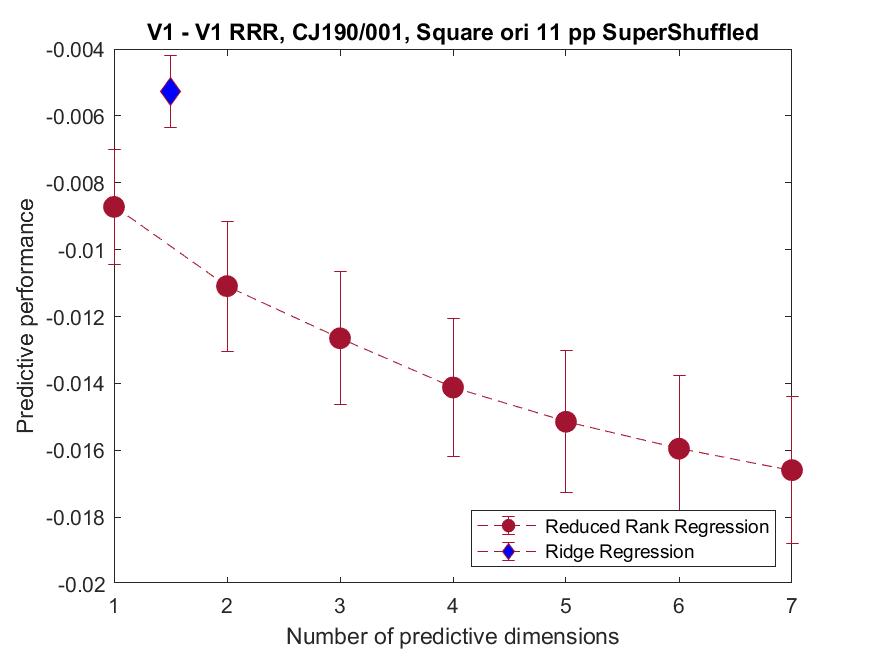 V1 - V1 RRR, CJ190/001, Square ori 11 pp SuperShuffled
-0.004
-0.006
-0.008
-0.01
-0.012
-0.014
-0.016
-0.018
-0.02
Predictive performance
Reduced Rank Regression
Ridge Regression
1 2 3 4 5 6 7
Number of predictive dimensions